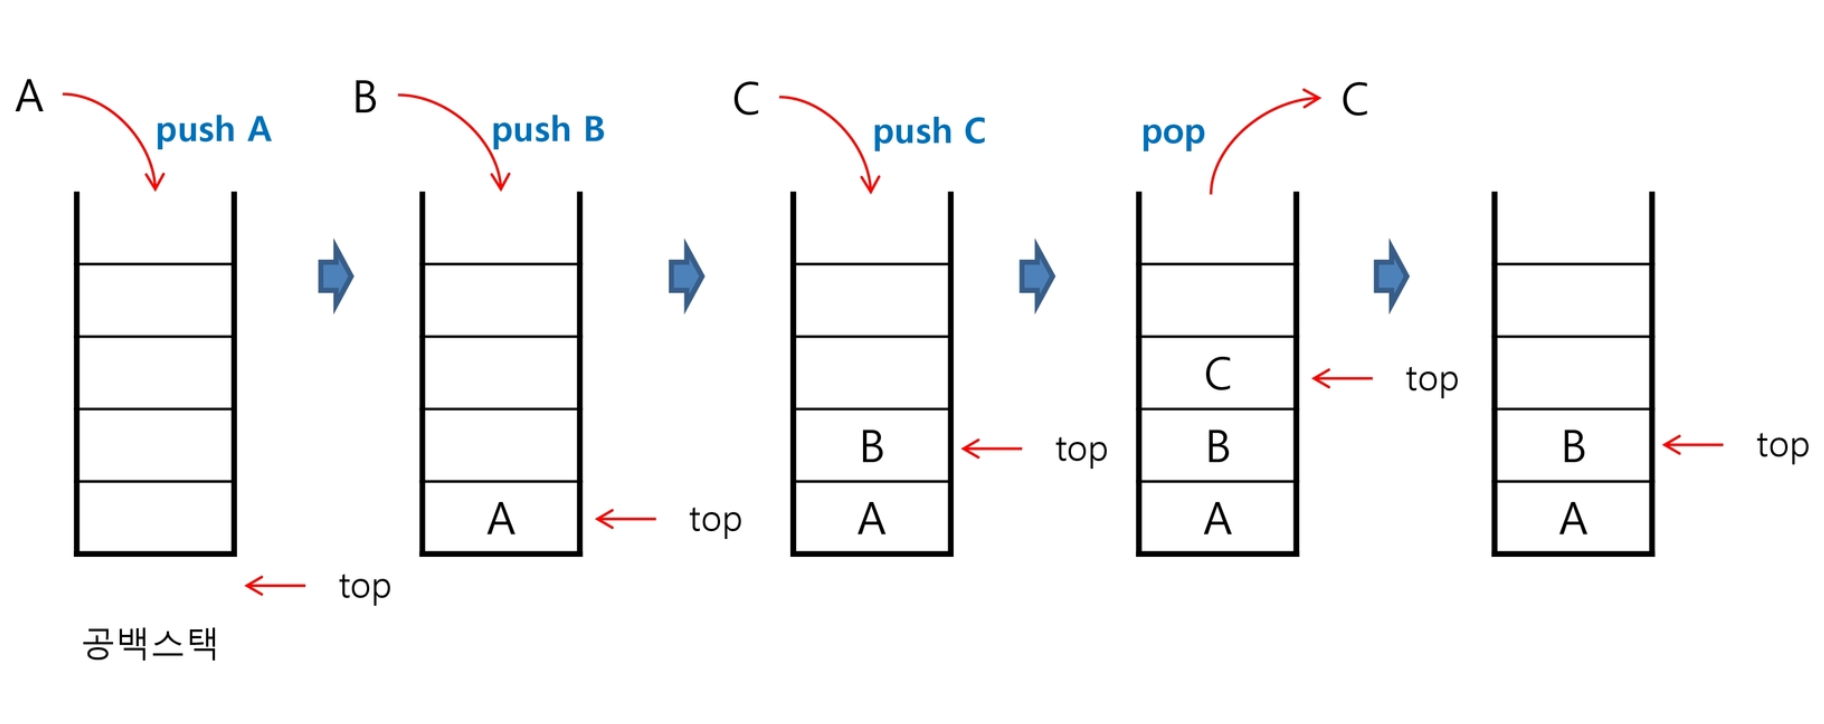 A push A B push B C push C pop C
C top
B top B B top
A top A A A
top
공백스택